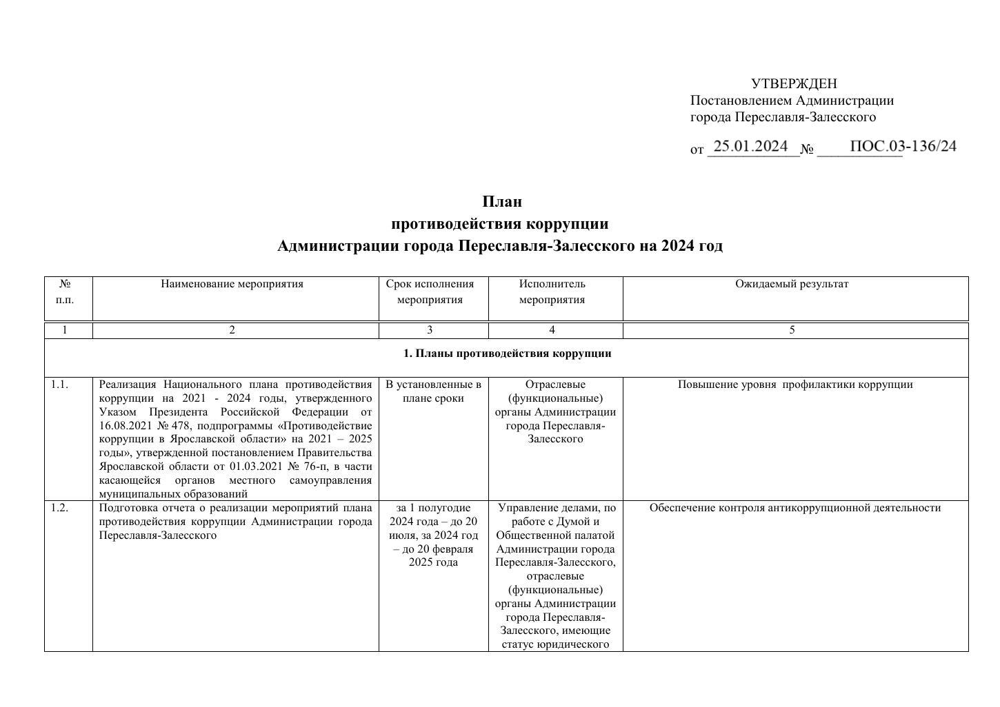 УТВЕРЖДЕН
Постановлением Администрации
города Переславля-Залесского
от 25.01.2024 № ПОС.03-136/24
План
противодействия коррупции
Администрации города Переславля-Залесского на 2024 год
№
п.п.
Наименование мероприятия
Срок исполнения
мероприятия
Исполнитель
мероприятия
Ожидаемый результат
1 2 3 4 5
1. Планы противодействия коррупции
1.1.
Реализация Национального плана противодействия
коррупции на 2021 - 2024 годы, утвержденного
Указом Президента Российской Федерации от
16.08.2021 № 478, подпрограммы «Противодействие
коррупции в Ярославской области» на 2021 – 2025
годы», утвержденной постановлением Правительства
Ярославской области от 01.03.2021 № 76-п, в части
касающейся органов местного самоуправления
муниципальных образований
В установленные в
плане сроки
Отраслевые
(функциональные)
органы Администрации
города Переславля-
Залесского
Повышение уровня профилактики коррупции
1.2.
Подготовка отчета о реализации мероприятий плана
противодействия коррупции Администрации города
Переславля-Залесского
за 1 полугодие
2024 года – до 20
июля, за 2024 год
– до 20 февраля
2025 года
Управление делами, по
работе с Думой и
Общественной палатой
Администрации города
Переславля-Залесского,
отраслевые
(функциональные)
органы Администрации
города Переславля-
Залесского, имеющие
статус юридического
Обеспечение контроля антикоррупционной деятельности